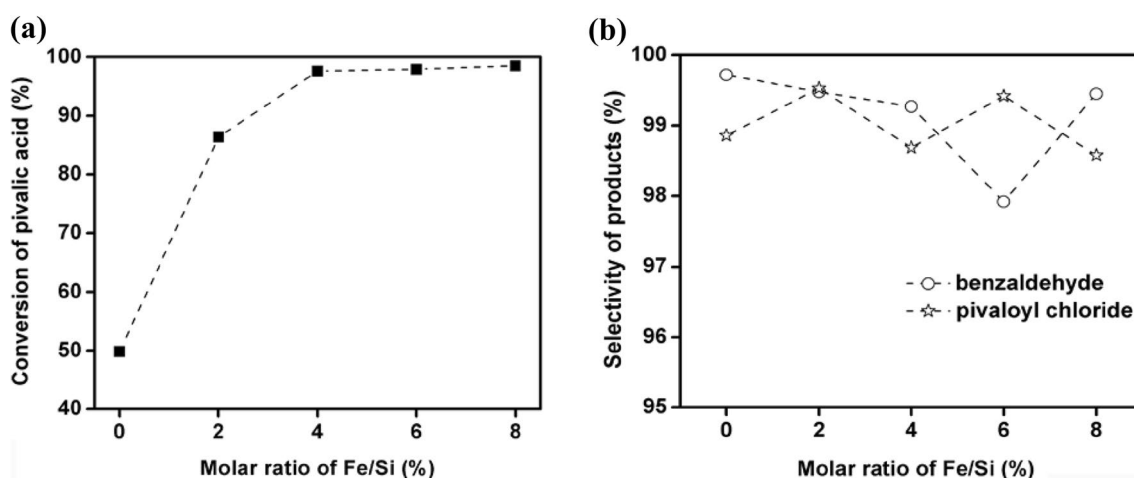 (a)
100
90
80
70
60
50
40
0 2 4 6 8
Conversion of pivalic acid (%)
Molar ratio of Fe/Si (%)
(b)
100
99
98
97
96
95
0 2 4 6 8
Selectivity of products (%)
Molar ratio of Fe/Si (%)
benzaldehyde
pivaloyl chloride